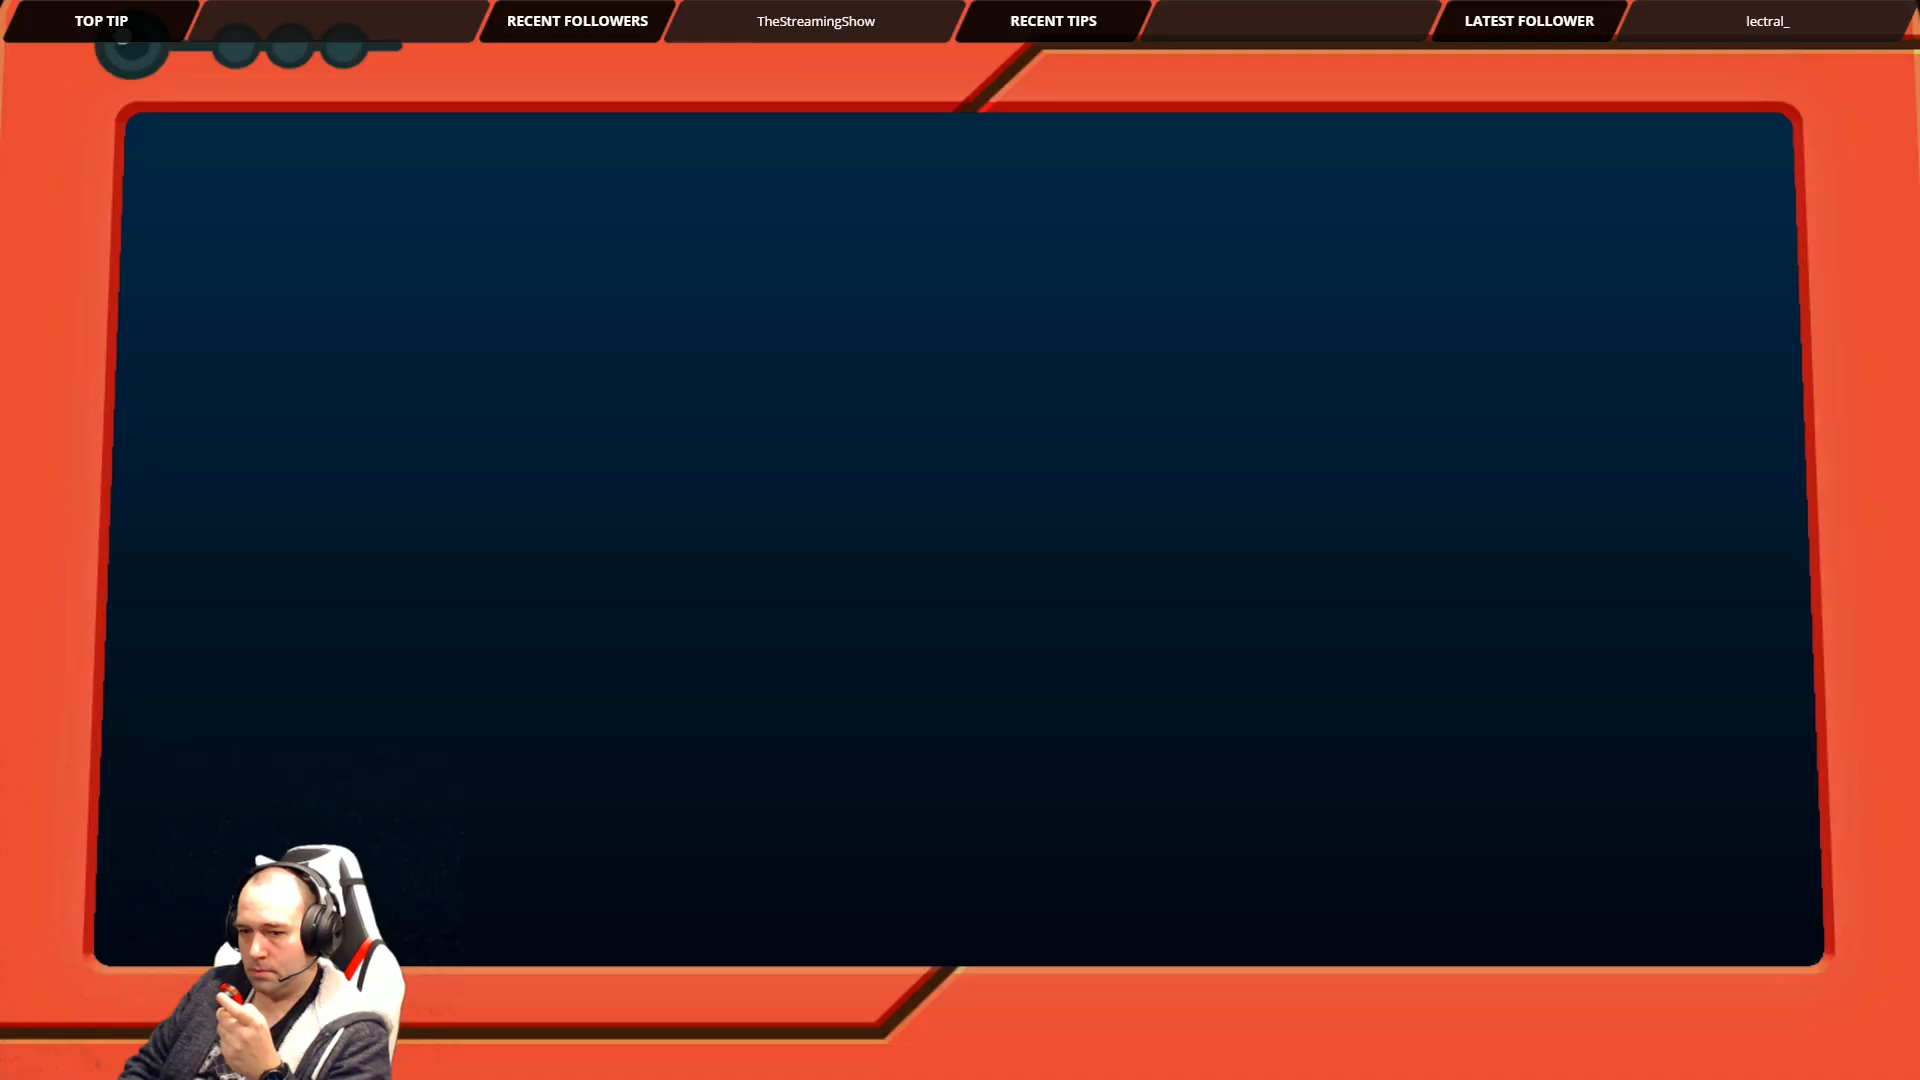 TOP TIP
RECENT FOLLOWERS
TheStreamingShow
RECENT TIPS
LATEST FOLLOWER
lectral_